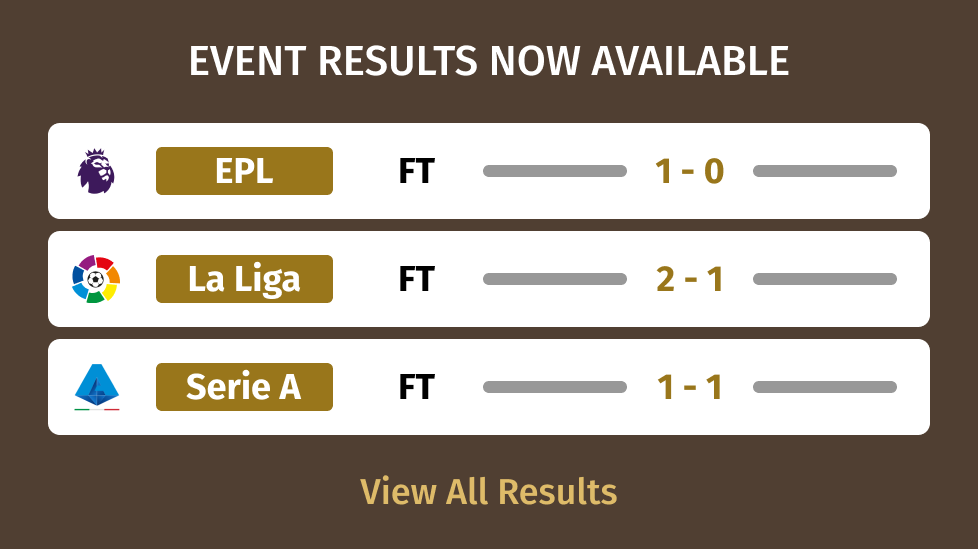 EVENT RESULTS NOW AVAILABLE
EPL FT 1 - 0
La Liga FT 2 - 1
Serie A FT 1 - 1
View All Results